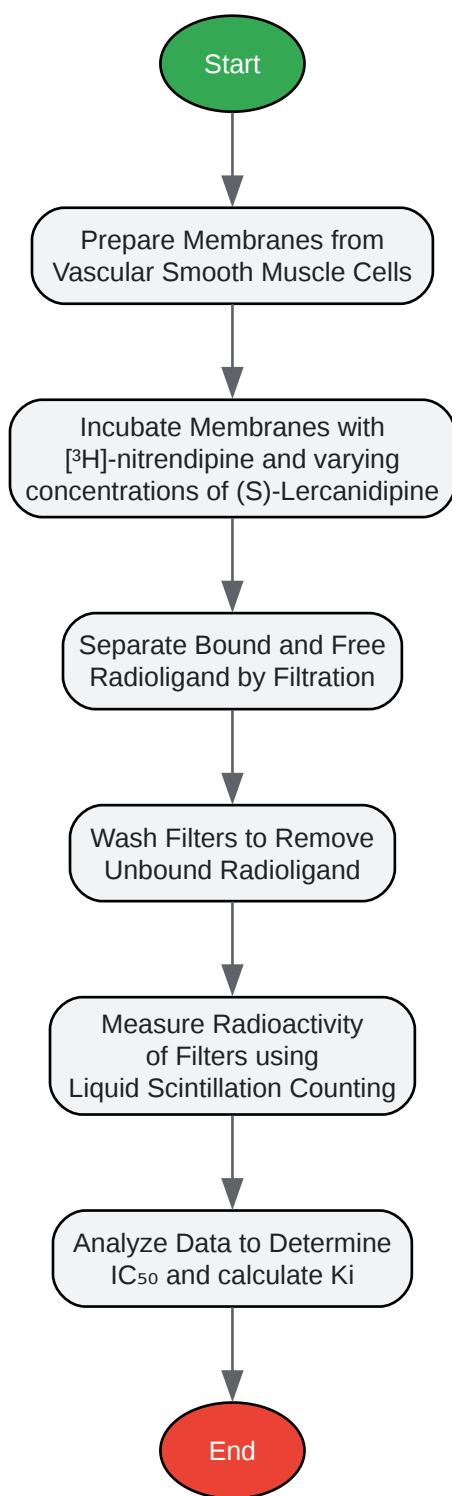 Start
Prepare Membranes from
Vascular Smooth Muscle Cells
Incubate Membranes with
[³H]-nitrendipine and varying
concentrations of (S)-Lercanidipine
Separate Bound and Free
Radioligand by Filtration
Wash Filters to Remove
Unbound Radioligand
Measure Radioactivity
of Filters using
Liquid Scintillation Counting
Analyze Data to Determine
IC₅₀ and calculate Ki
End